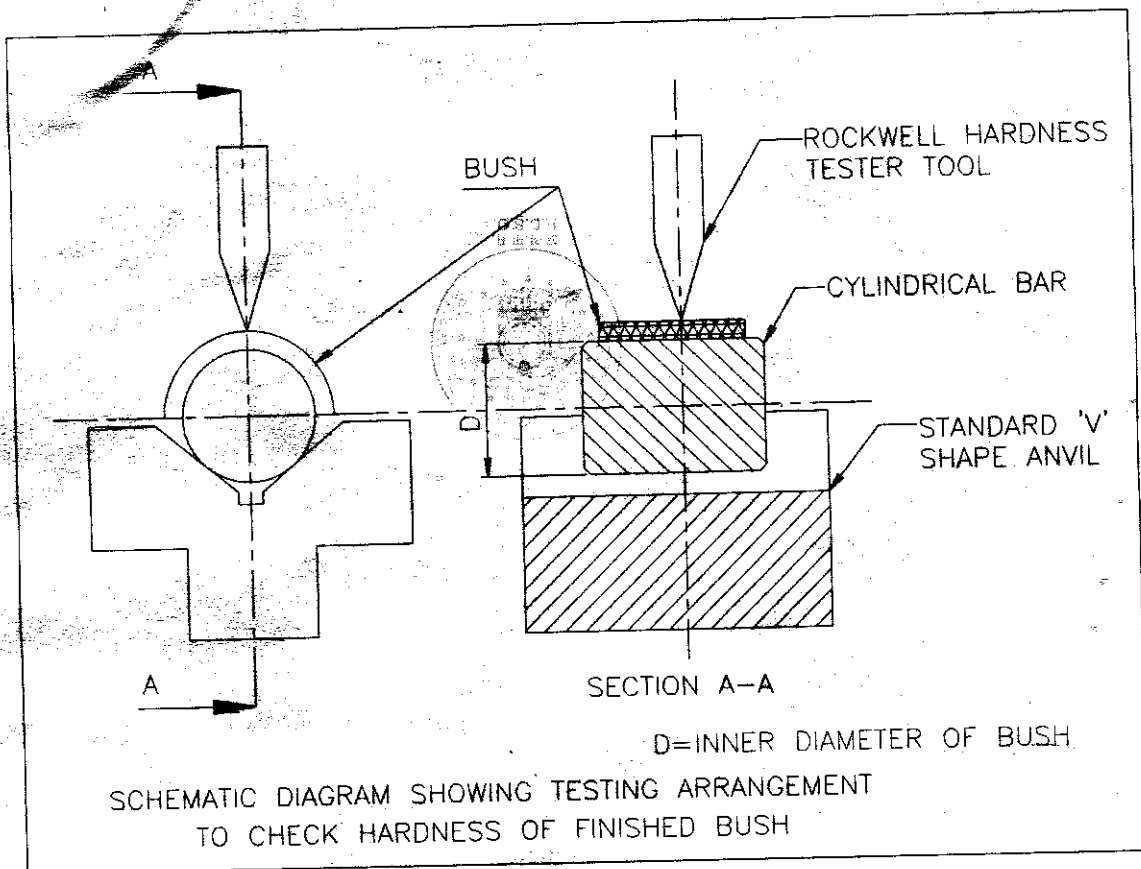 A
ROCKWELL HARDNESS
TESTER TOOL
BUSH
CYLINDRICAL BAR
D
STANDARD 'V'
SHAPE ANVIL
A
SECTION A-A
D=INNER DIAMETER OF BUSH
SCHEMATIC DIAGRAM SHOWING TESTING ARRANGEMENT
TO CHECK HARDNESS OF FINISHED BUSH